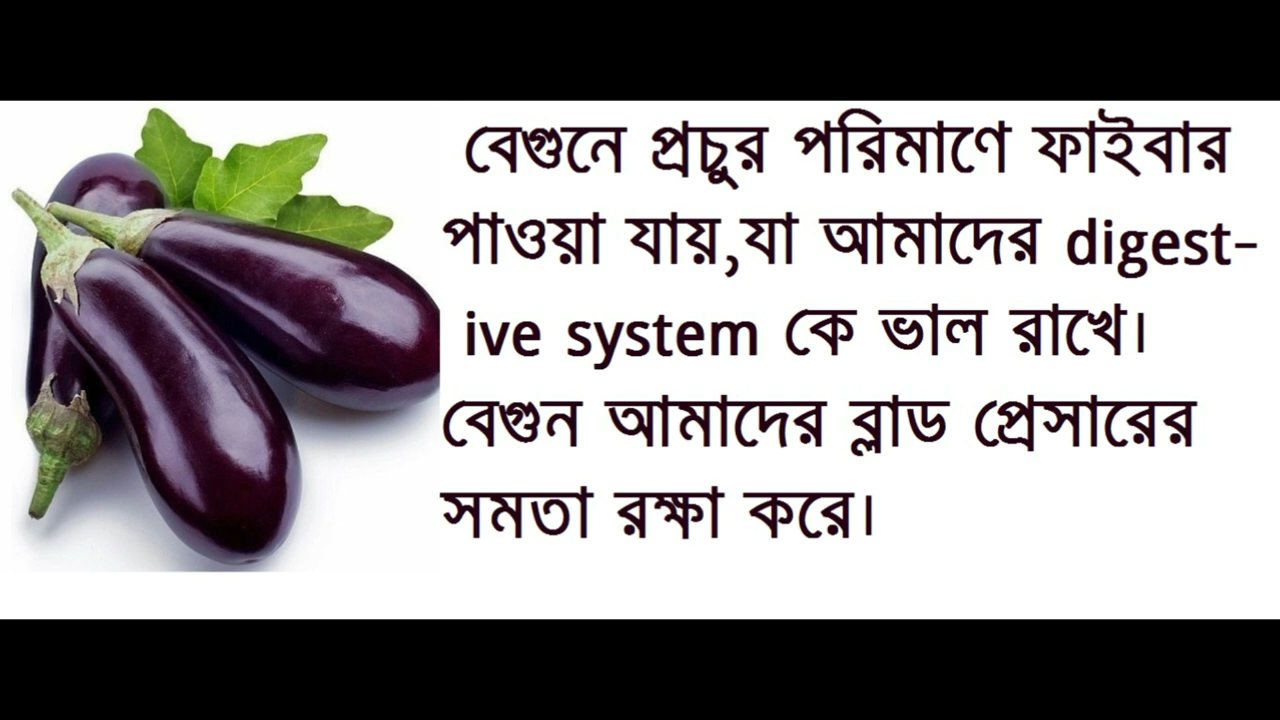 বেগুনে প্রচুর পরিমাণে ফাইবার
পাওয়া যায়,যা আমাদের digest-
ive system কে ভাল রাখে।
বেগুন আমাদের ব্লাড প্রেসারের
সমতা রক্ষা করে।